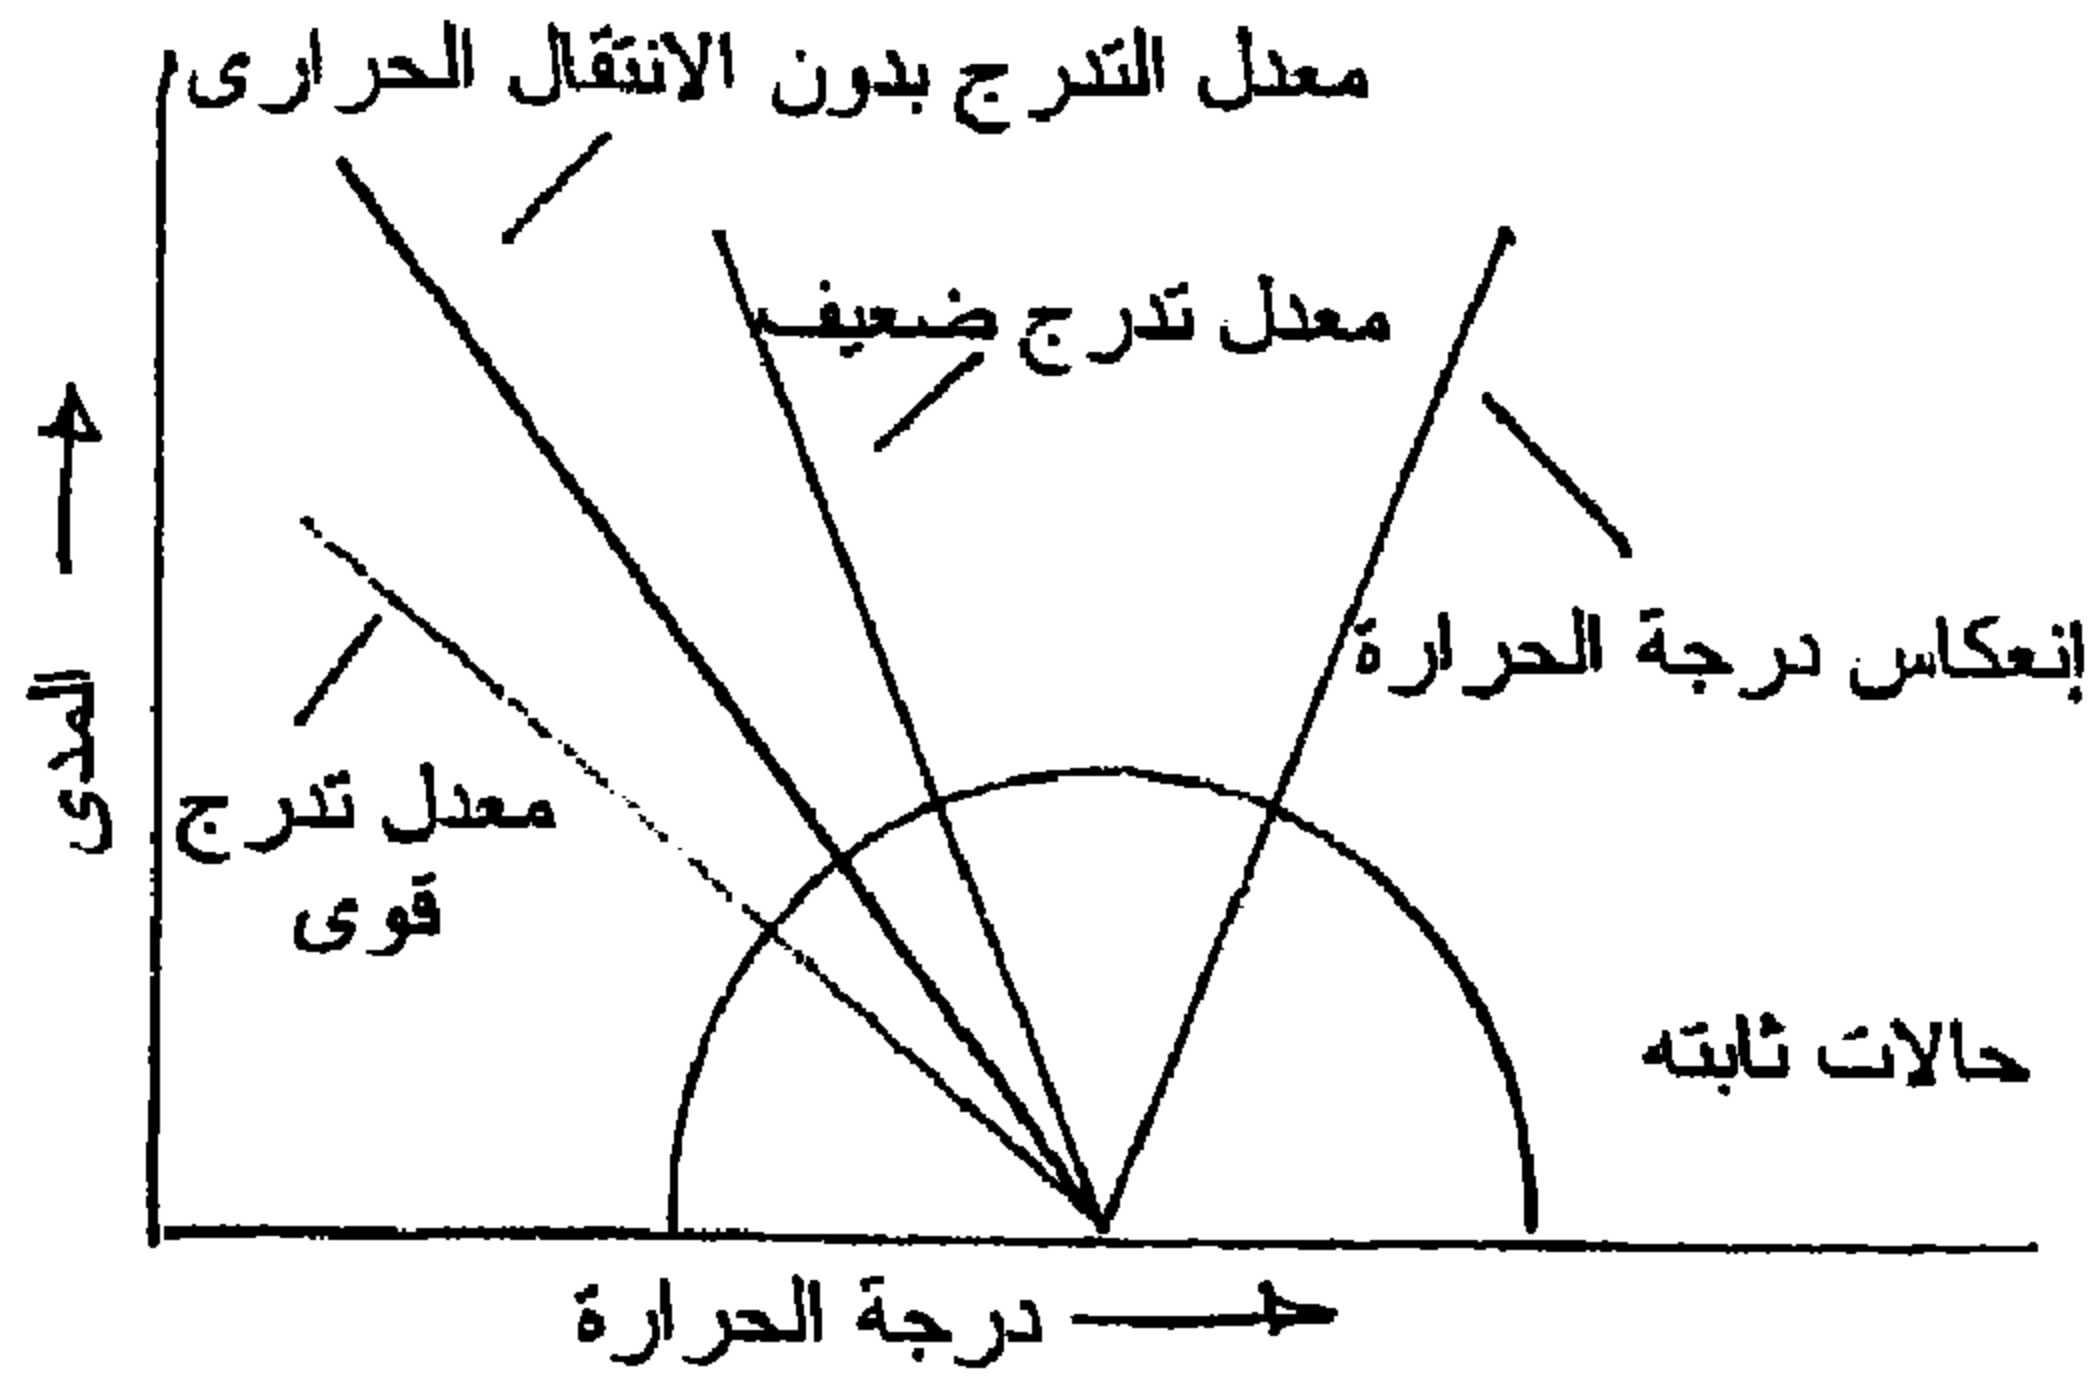 معدل التدرج بدون الانتقال الحرارى
معدل تدرج ضعيف
إنعكاس درجة الحرارة
المدى
معدل تدرج
قوى
حالات ثابته
درجة الحرارة